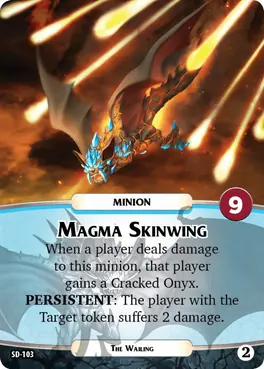 MINION
9
MAGMA SKINWING
When a player deals damage
to this minion, that player
gains a Cracked Onyx.
PERSISTENT: The player with the
Target token suffers 2 damage.
SD-103
THE WAILING
2